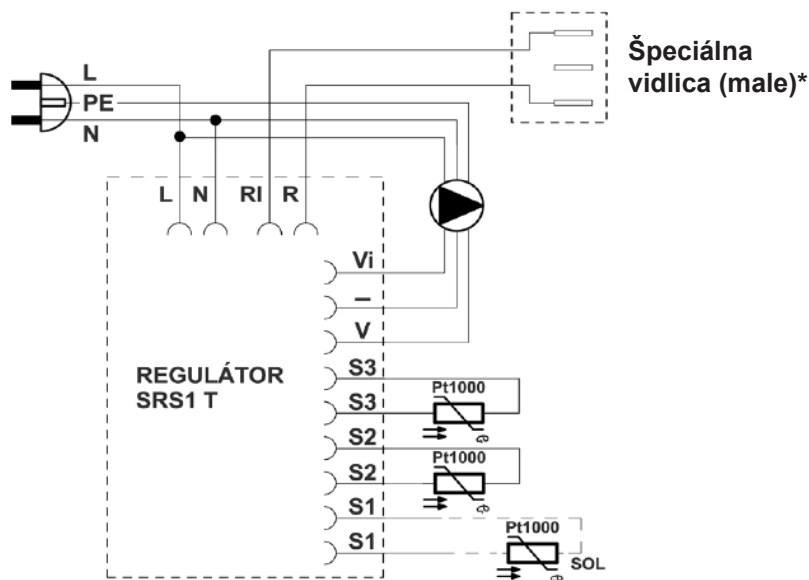 Špeciálna
vidlica (male)*
L
PE
N
L N RI R
Vi
–
V
REGULÁTOR
SRS1 T
S3
Pt1000
S3
S2
Pt1000
S2
S1
Pt1000
S1
SOL